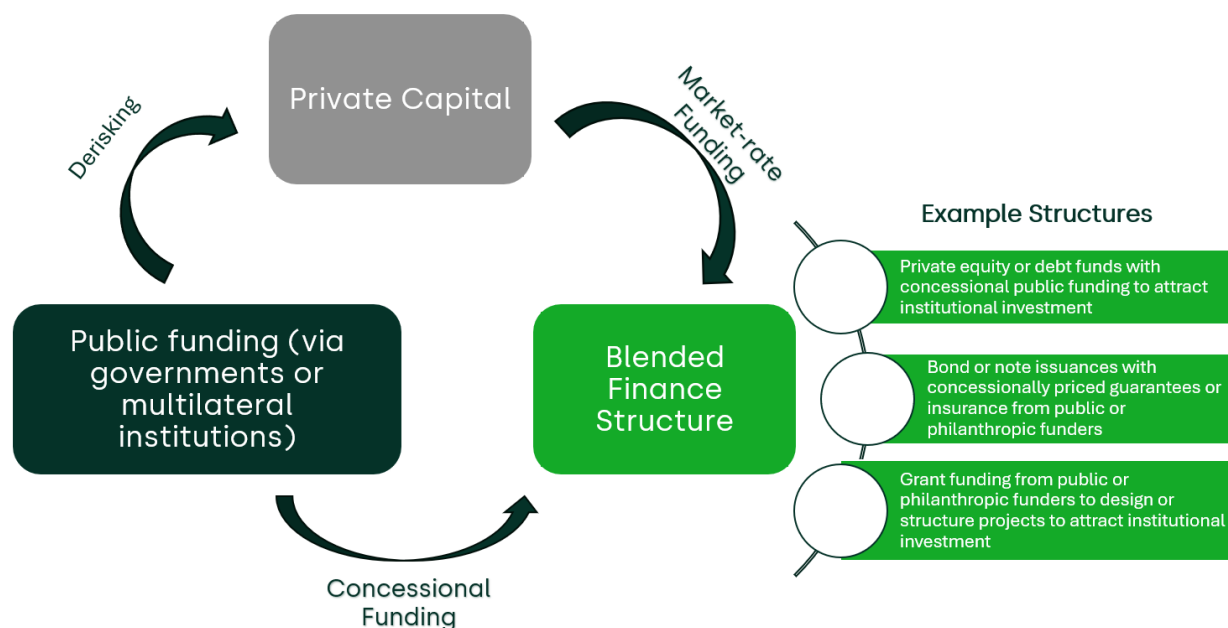 Private Capital
Derisking
Market-rate
Funding
Public funding (via
governments or
multilateral
institutions)
Blended
Finance
Structure
Concessional
Funding
Example Structures
Private equity or debt funds with
concessional public funding to attract
institutional investment
Bond or note issuances with
concessionally priced guarantees or
insurance from public or
philanthropic funders
Grant funding from public or
philanthropic funders to design or
structure projects to attract institutional
investment